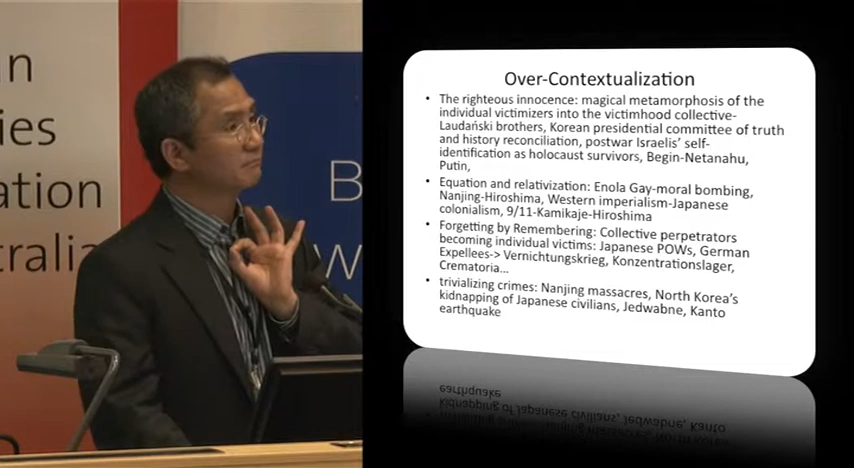 n
ies
ation
tralia
B
W
Over-Contextualization
• The righteous innocence: magical metamorphosis of the
individual victimizers into the victimhood collective-
Laudański brothers, Korean presidential committee of truth
and history reconciliation, postwar Israelis' self-
identification as holocaust survivors, Begin-Netanahu,
Putin,
• Equation and relativization: Enola Gay-moral bombing,
Nanjing-Hiroshima, Western imperialism-Japanese
colonialism, 9/11-Kamikaje-Hiroshima
• Forgetting by Remembering: Collective perpetrators
becoming individual victims: Japanese POWs, German
Expellees-> Vernichtungskrieg, Konzentrationslager,
Crematoria...
• trivializing crimes: Nanjing massacres, North Korea's
kidnapping of Japanese civilians, Jedwabne, Kanto
earthquake